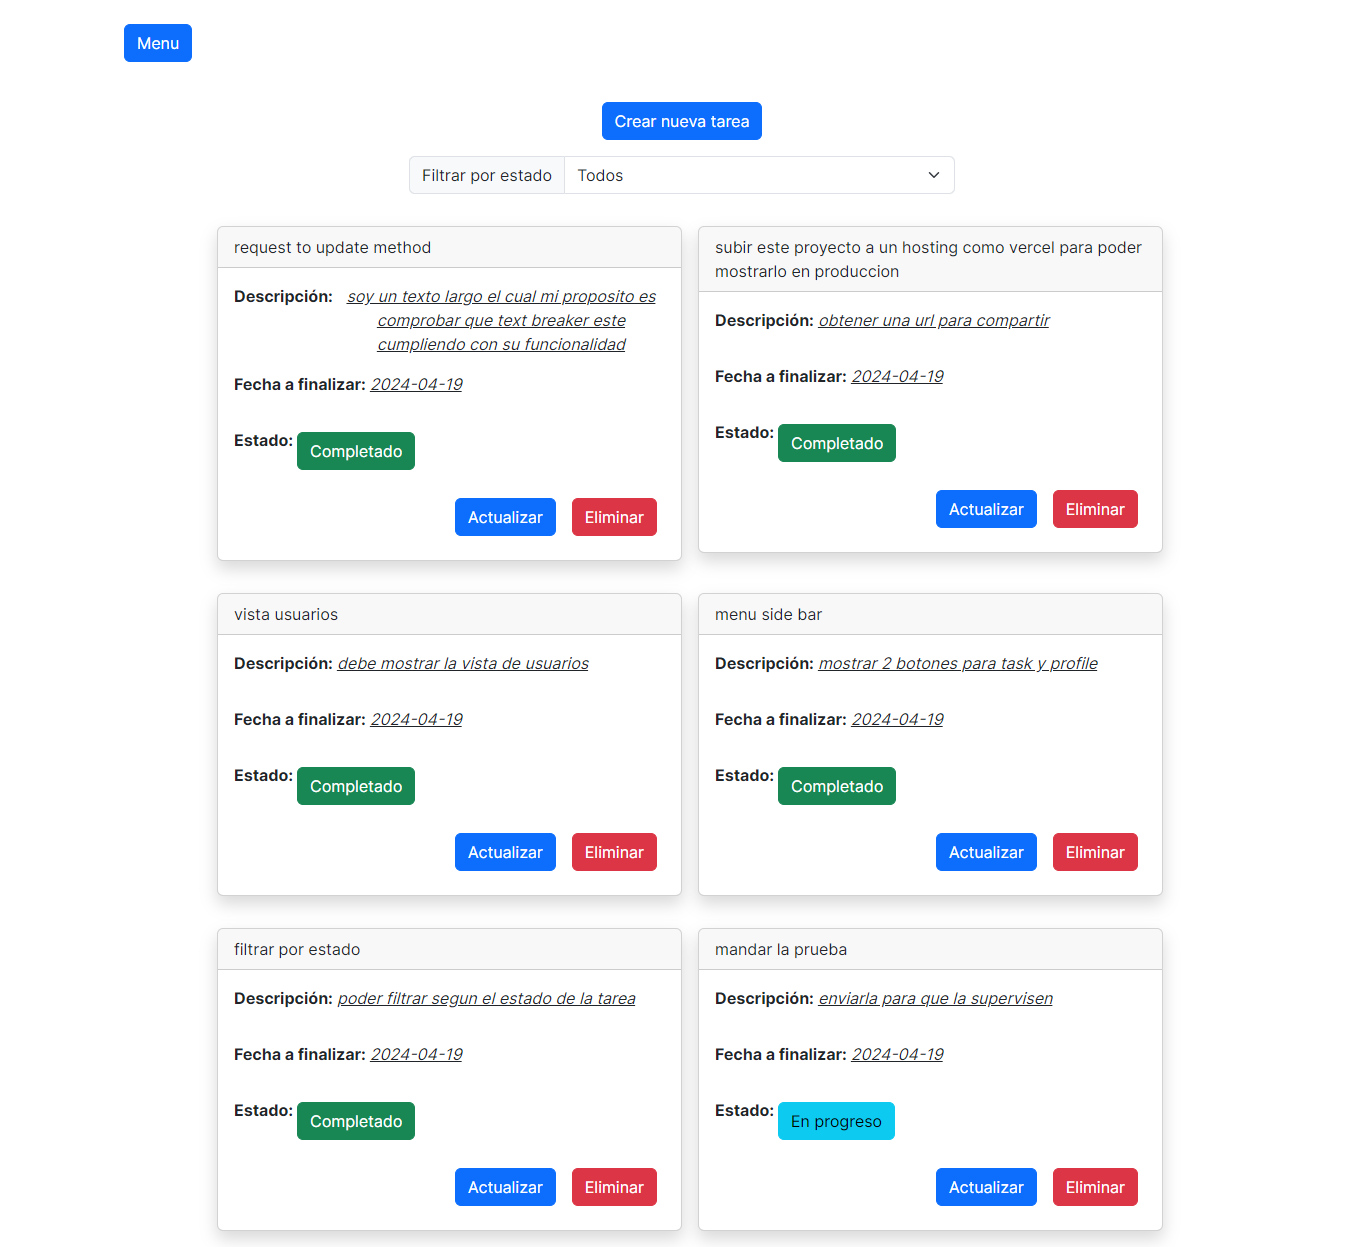 Menu
Crear nueva tarea
Filtrar por estado Todos
request to update method
Descripción: soy un texto largo el cual mi proposito es
comprobar que text breaker este
cumpliendo con su funcionalidad
Fecha a finalizar: 2024-04-19
Estado: Completado
Actualizar Eliminar
subir este proyecto a un hosting como vercel para poder
mostrarlo en produccion
Descripción: obtener una url para compartir
Fecha a finalizar: 2024-04-19
Estado: Completado
Actualizar Eliminar
vista usuarios
Descripción: debe mostrar la vista de usuarios
Fecha a finalizar: 2024-04-19
Estado: Completado
Actualizar Eliminar
menu side bar
Descripción: mostrar 2 botones para task y profile
Fecha a finalizar: 2024-04-19
Estado: Completado
Actualizar Eliminar
filtrar por estado
Descripción: poder filtrar segun el estado de la tarea
Fecha a finalizar: 2024-04-19
Estado: Completado
Actualizar Eliminar
mandar la prueba
Descripción: enviarla para que la supervisen
Fecha a finalizar: 2024-04-19
Estado: En progreso
Actualizar Eliminar